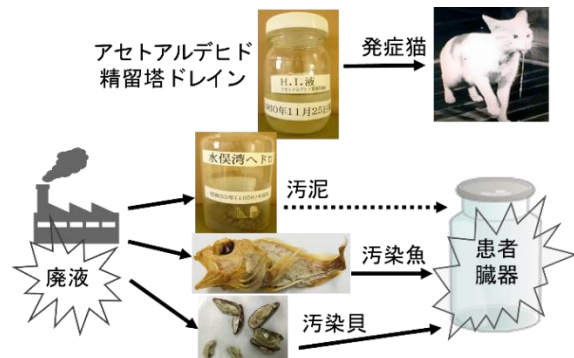 アセトアルデヒド
精留塔ドレイン
H.I.液
発症猫
水俣湾ヘドロ
汚泥
廃液
汚染魚
患者
臓器
汚染貝